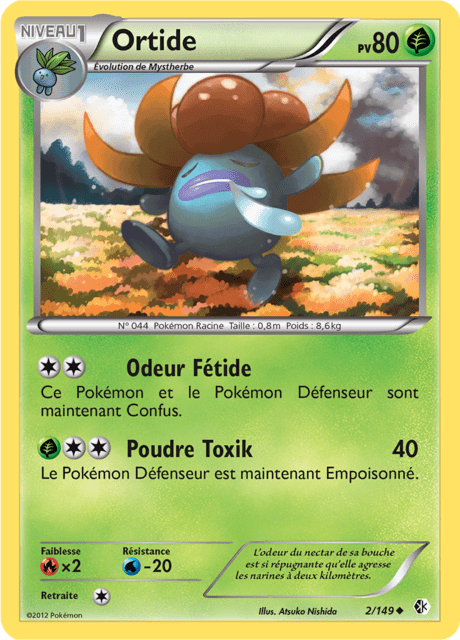 NIVEAU 1
Ortide
PV 80
Évolution de Mystherbe
N° 044 Pokémon Racine Taille : 0,8m Poids : 8,6kg
Odeur Fétide
Ce Pokémon et le Pokémon Défenseur sont
maintenant Confus.
Poudre Toxik 40
Le Pokémon Défenseur est maintenant Empoisonné.
Faiblesse Résistance
×2 -20
Retraite
L'odeur du nectar de sa bouche
est si répugnante qu'elle agresse
les narines à deux kilomètres.
©2012 Pokémon
Illus. Atsuko Nishida
2/149